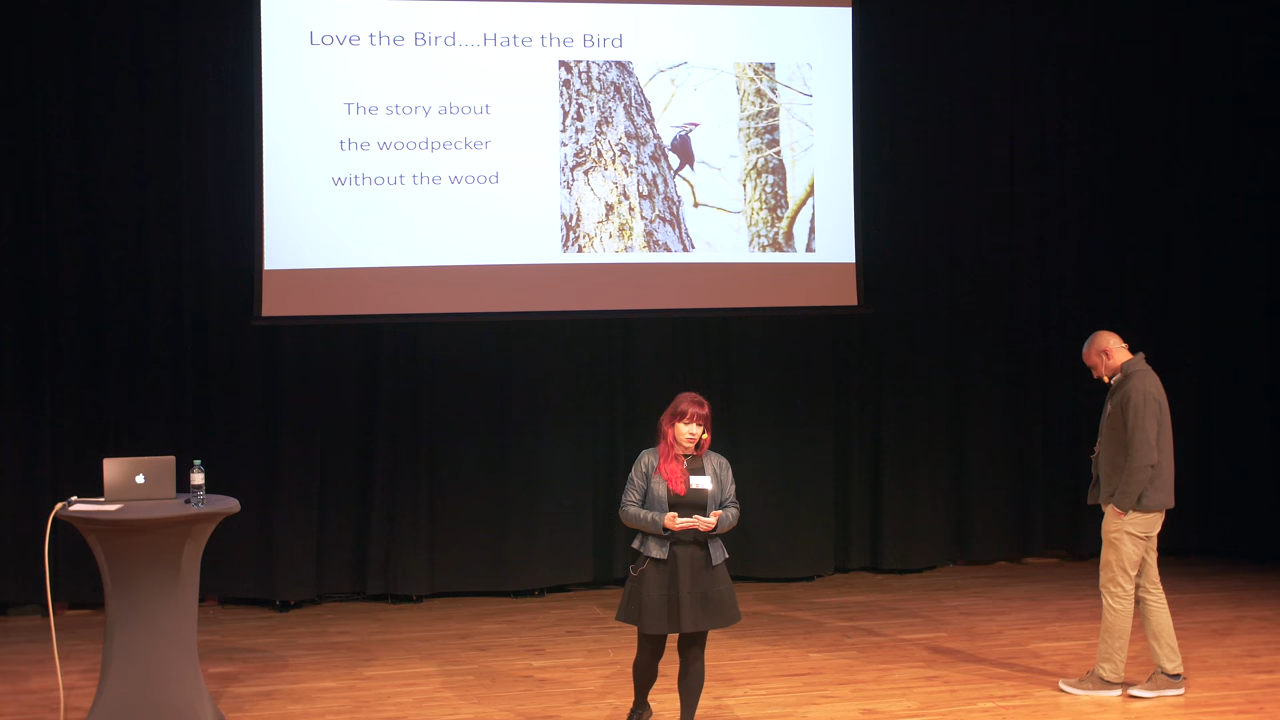 Love the Bird....Hate the Bird
The story about
the woodpecker
without the wood